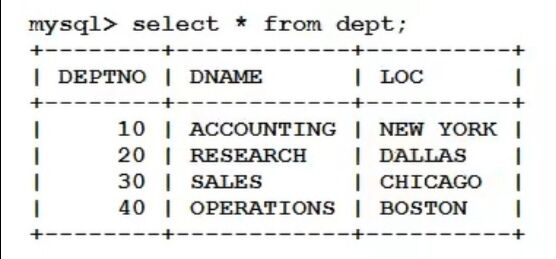 mysql> select * from dept;
+--------+------------+----------+
| DEPTNO | DNAME      | LOC      |
+--------+------------+----------+
|     10 | ACCOUNTING | NEW YORK |
|     20 | RESEARCH   | DALLAS   |
|     30 | SALES      | CHICAGO  |
|     40 | OPERATIONS | BOSTON   |
+--------+------------+----------+